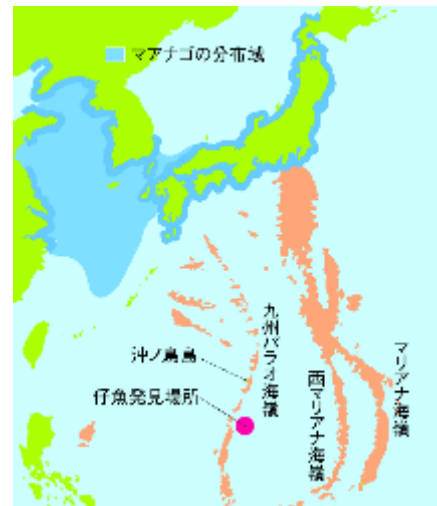 マアナゴの分布域
九州パラオ海嶺
沖ノ鳥島
仔魚発見場所
西マリアナ海嶺
マリアナ海嶺